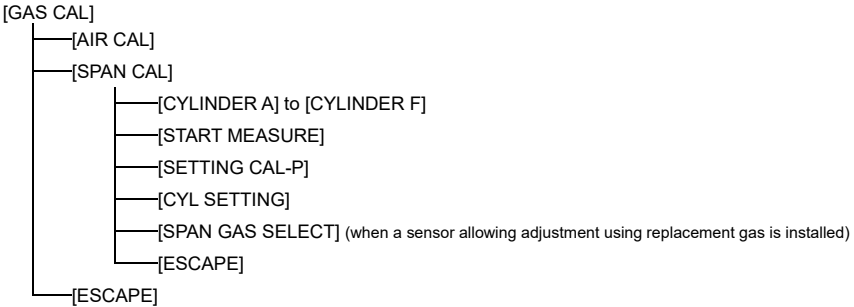 [GAS CAL]
[AIR CAL]
[SPAN CAL]
[CYLINDER A] to [CYLINDER F]
[START MEASURE]
[SETTING CAL-P]
[CYL SETTING]
[SPAN GAS SELECT] (when a sensor allowing adjustment using replacement gas is installed)
[ESCAPE]
[ESCAPE]